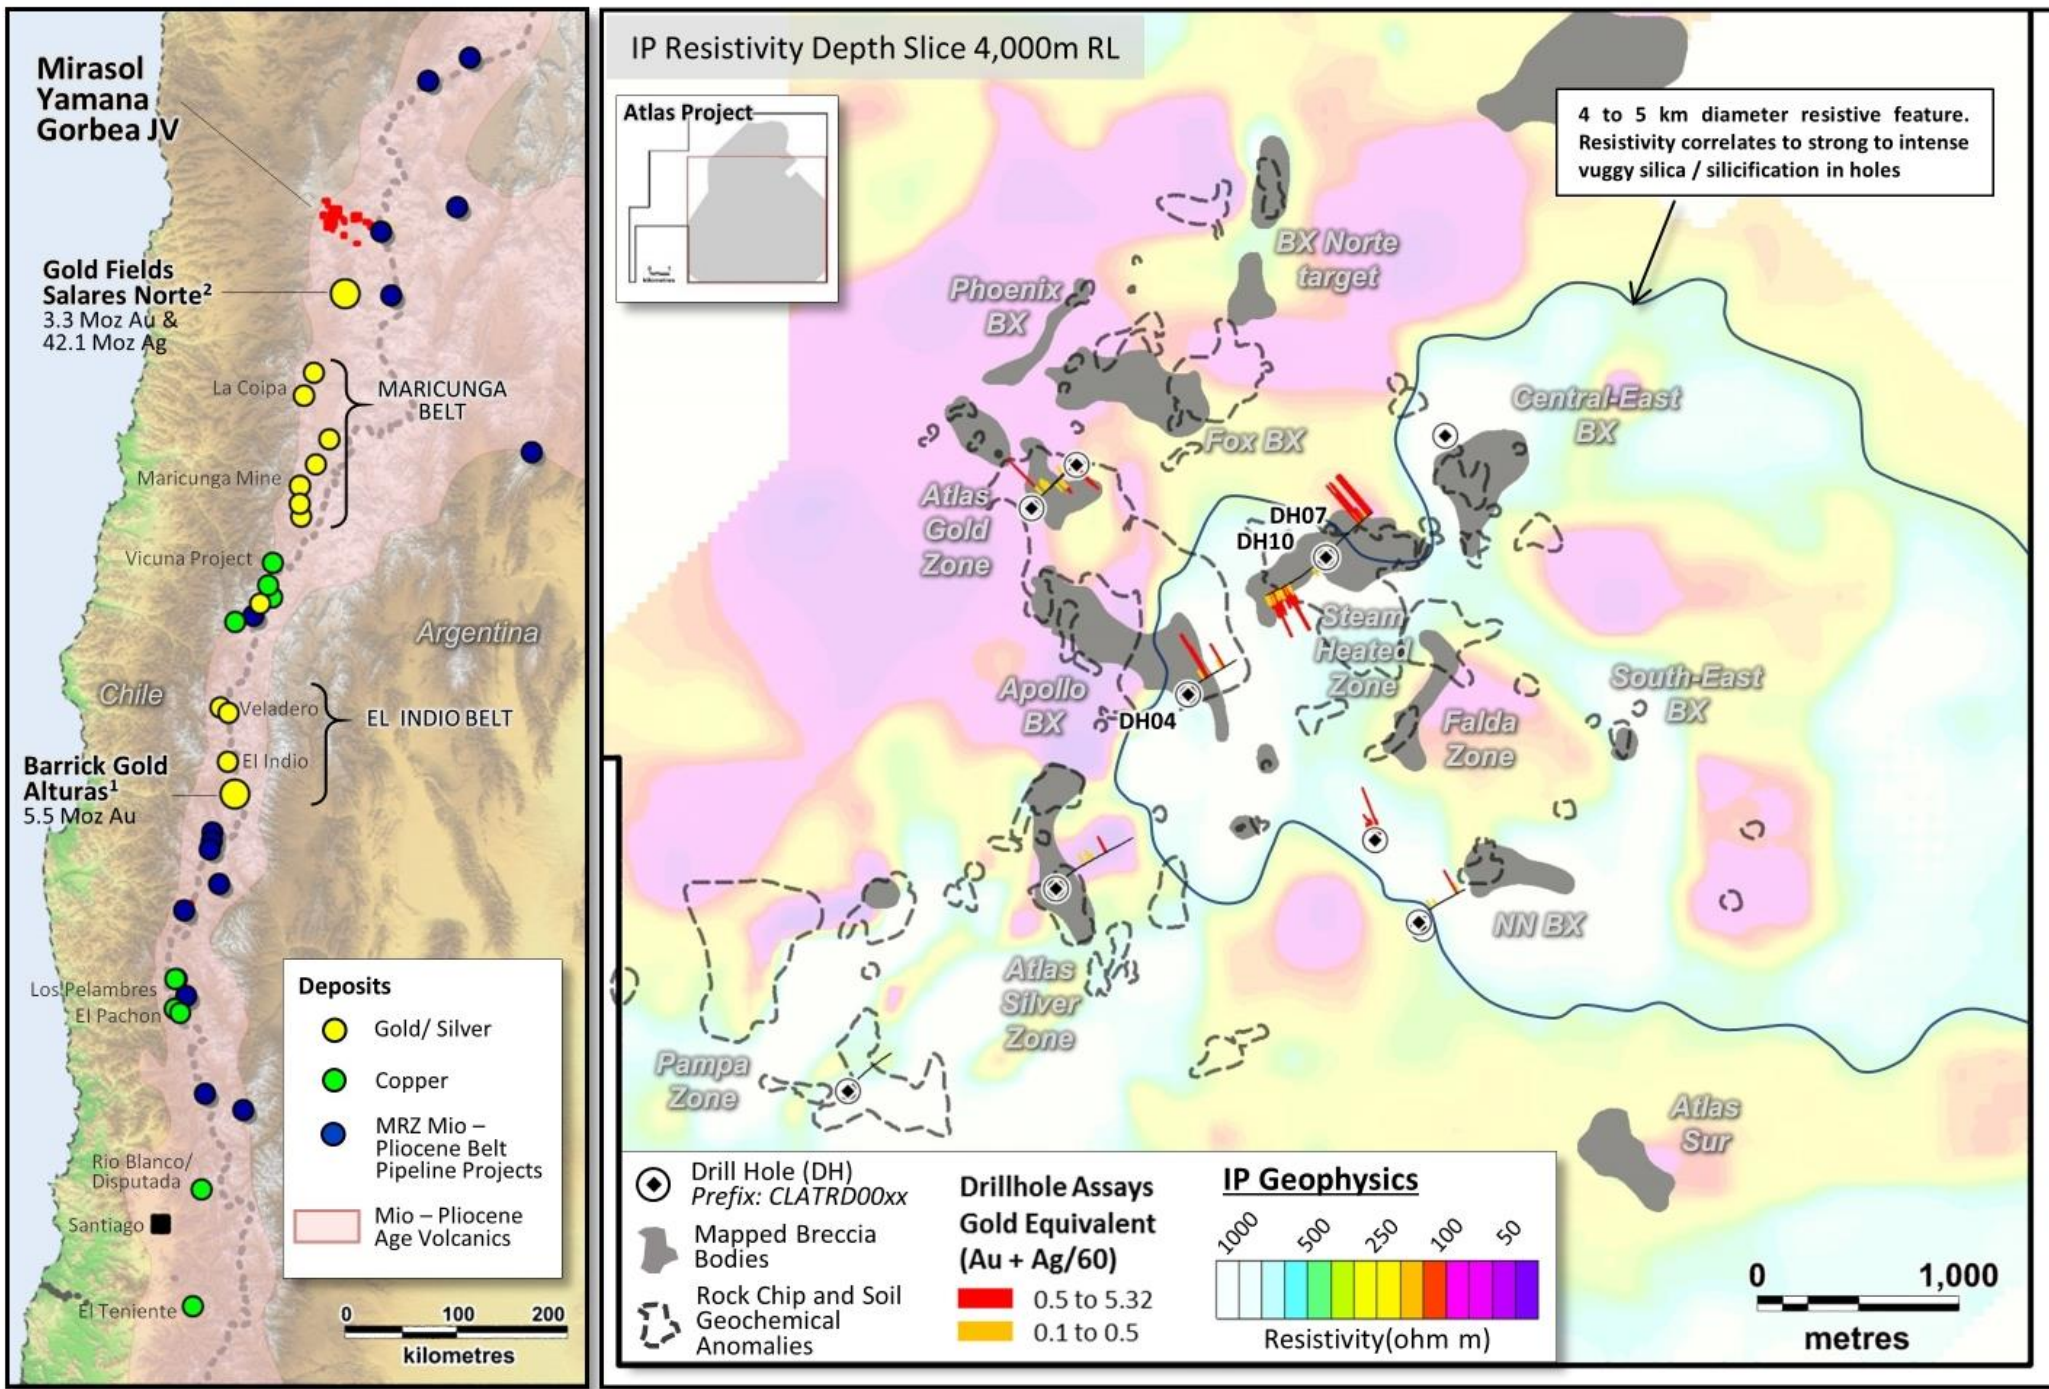 Mirasol
Yamana
Gorbea JV
Gold Fields
Salares Norte²
3.3 Moz Au &
42.1 Moz Ag
La Coipa
MARICUNGA
BELT
Maricunga Mine
Vicuna Project
Argentina
Chile
Veladero
EL INDIO BELT
El Indio
Barrick Gold
Alturas¹
5.5 Moz Au
Los Pelambres
El Pachon
Rio Blanco/
Disputada
Santiago
El Teniente
Deposits
Gold/ Silver
Copper
MRZ Mio –
Pliocene Belt
Pipeline Projects
Mio – Pliocene
Age Volcanics
0 100 200
kilometres
IP Resistivity Depth Slice 4,000m RL
Atlas Project
kilometres
4 to 5 km diameter resistive feature.
Resistivity correlates to strong to intense
vuggy silica / silicification in holes
BX Norte
target
Phoenix
BX
Central-East
BX
Fox BX
Atlas
Gold
Zone
DH07
DH10
Steam
Heated
Zone
Apollo
BX
DH04
South-East
BX
Falda
Zone
NN BX
Atlas
Silver
Zone
Pampa
Zone
Atlas
Sur
Drill Hole (DH)
Prefix: CLATRD00xx
Mapped Breccia
Bodies
Rock Chip and Soil
Geochemical
Anomalies
Drillhole Assays
Gold Equivalent
(Au + Ag/60)
0.5 to 5.32
0.1 to 0.5
IP Geophysics
1000 500 250 100 50
Resistivity(ohm m)
0 1,000
metres